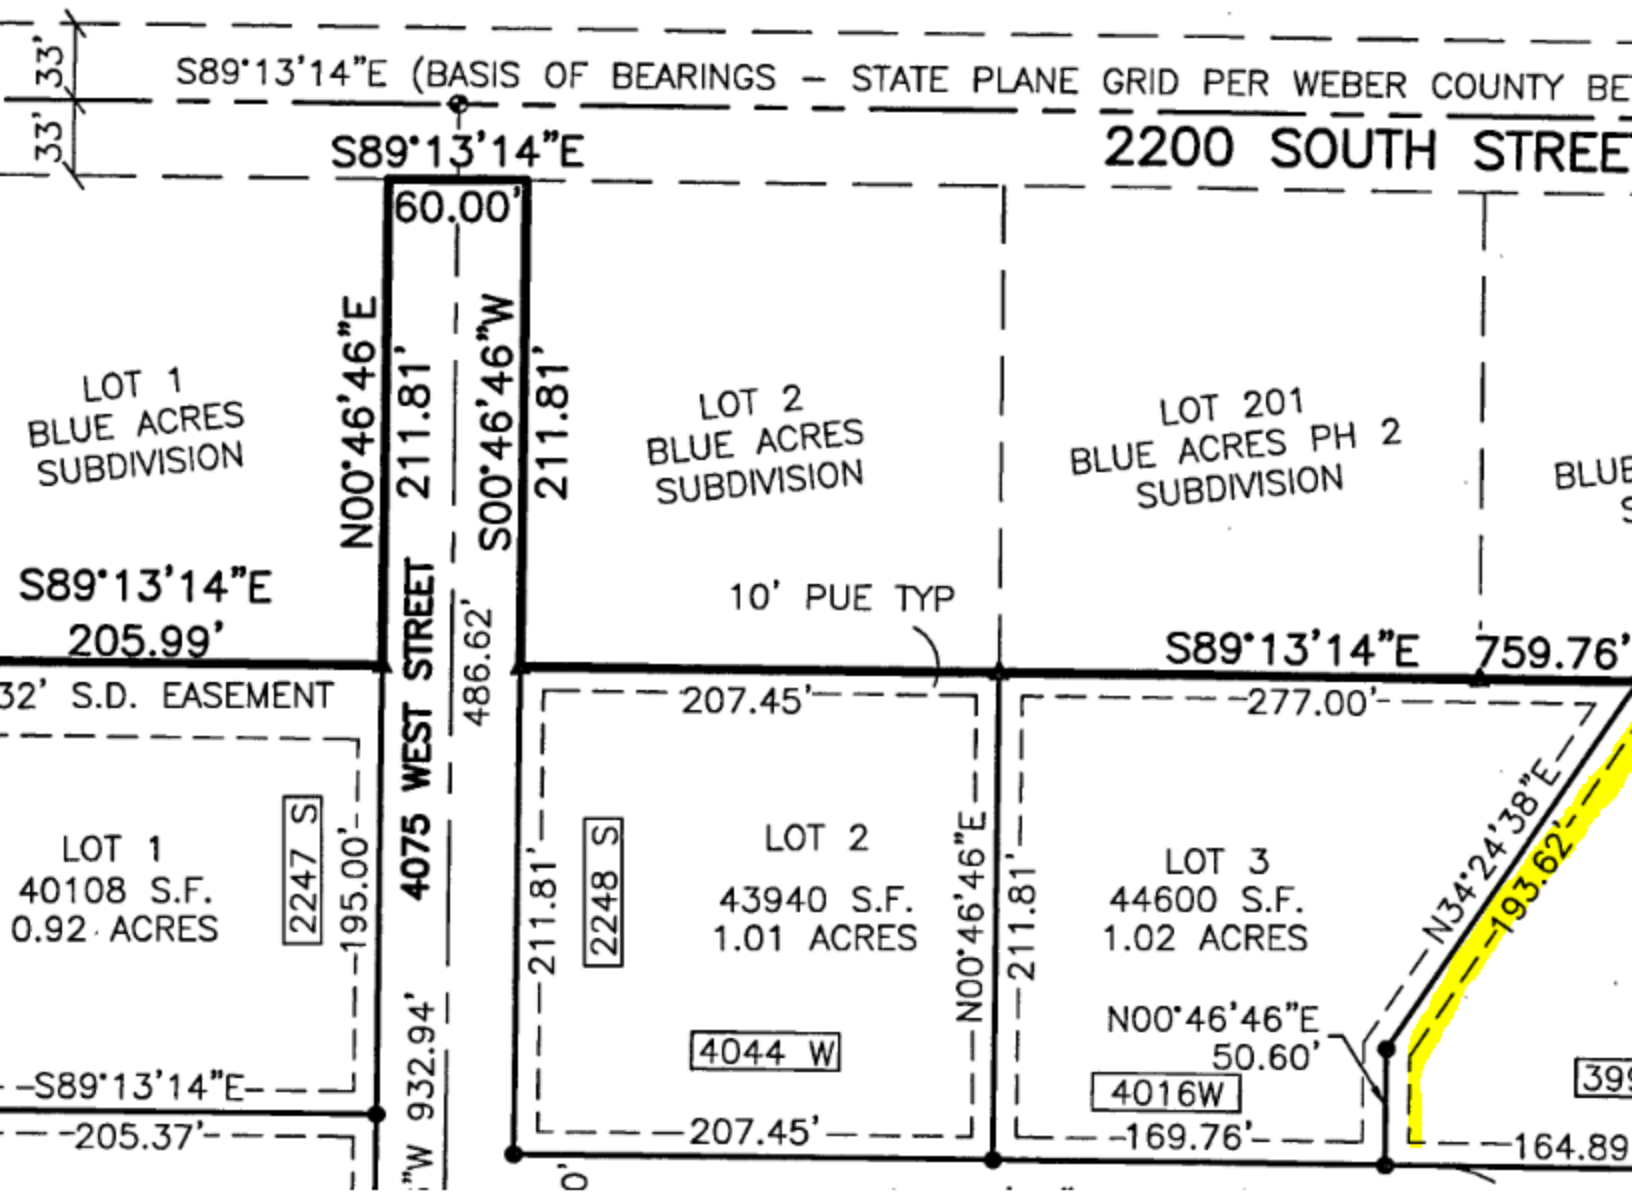 33'
S89°13'14"E (BASIS OF BEARINGS – STATE PLANE GRID PER WEBER COUNTY BE
33'
S89°13'14"E
2200 SOUTH STREE
60.00'
N00°46'46"E
211.81'
S00°46'46"W
211.81'
LOT 1
BLUE ACRES
SUBDIVISION
LOT 2
BLUE ACRES
SUBDIVISION
LOT 201
BLUE ACRES PH 2
SUBDIVISION
BLUE
S
S89°13'14"E
205.99'
10' PUE TYP
S89°13'14"E 759.76'
32' S.D. EASEMENT
4075 WEST STREET
486.62'
207.45'
277.00'
LOT 1
40108 S.F.
0.92 ACRES
2247 S
195.00'
211.81'
2248 S
LOT 2
43940 S.F.
1.01 ACRES
N00°46'46"E
211.81'
LOT 3
44600 S.F.
1.02 ACRES
N34°24'38"E
193.62'
4044 W
N00°46'46"E
50.60'
4016W
399
S89°13'14"E
205.37'
"W 932.94'
207.45'
169.76'
164.89
0'